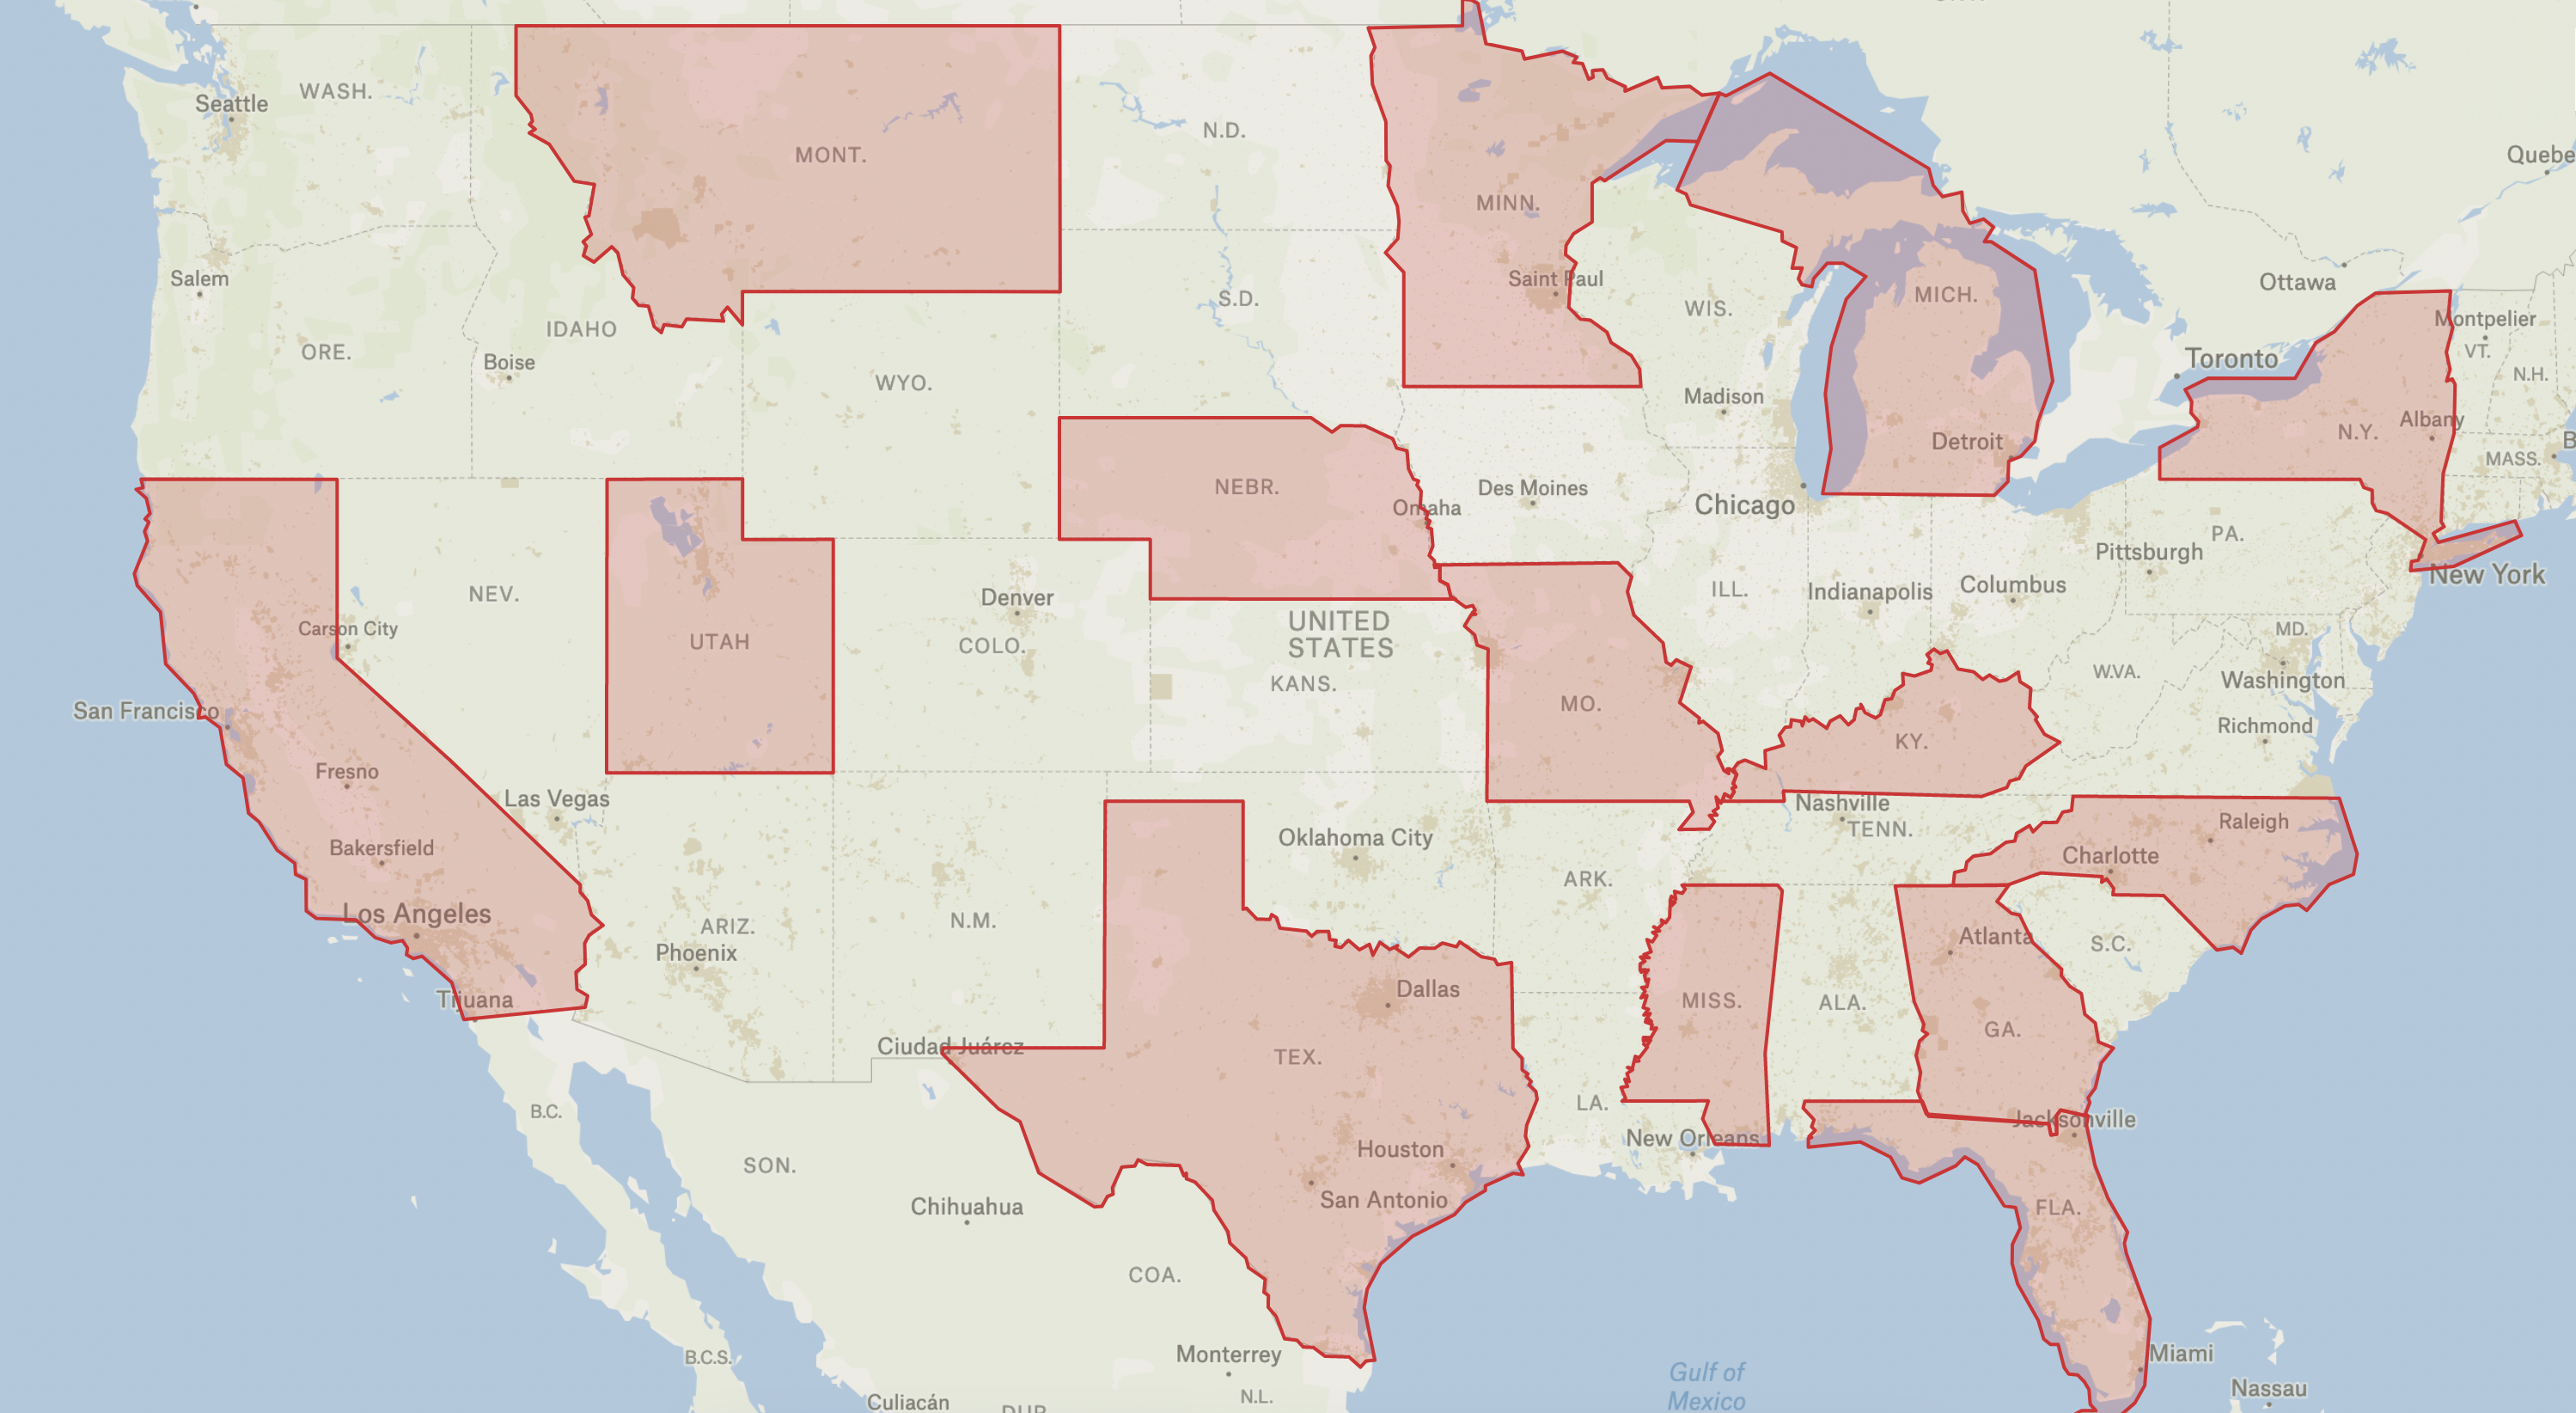 WASH.
Seattle
MONT.
N.D.
Quebe
MINN.
Salem
Saint Paul
S.D.
WIS.
MICH.
Ottawa
Montpelier
IDAHO
ORE.
Boise
WYO.
Toronto
VT.
N.H.
Madison
Albany
N.Y.
Detroit
B
MASS.
NEBR.
Omaha
Des Moines
Chicago
PA.
Pittsburgh
New York
NEV.
Denver
ILL.
Indianapolis
Columbus
Carson City
UTAH
COLO.
UNITED
STATES
KANS.
MD.
W.VA.
Washington
San Francisco
MO.
KY.
Richmond
Fresno
Las Vegas
Nashville
TENN.
Raleigh
Bakersfield
Oklahoma City
Charlotte
ARK.
Los Angeles
ARIZ.
N.M.
Phoenix
Atlanta
S.C.
Tijuana
Dallas
MISS.
ALA.
GA.
Ciudad Juárez
TEX.
B.C.
LA.
Jacksonville
New Orleans
SON.
Houston
San Antonio
Chihuahua
FLA.
COA.
B.C.S.
Monterrey
Miami
Gulf of
Mexico
Nassau
Culiacán
N.L.
DUR.